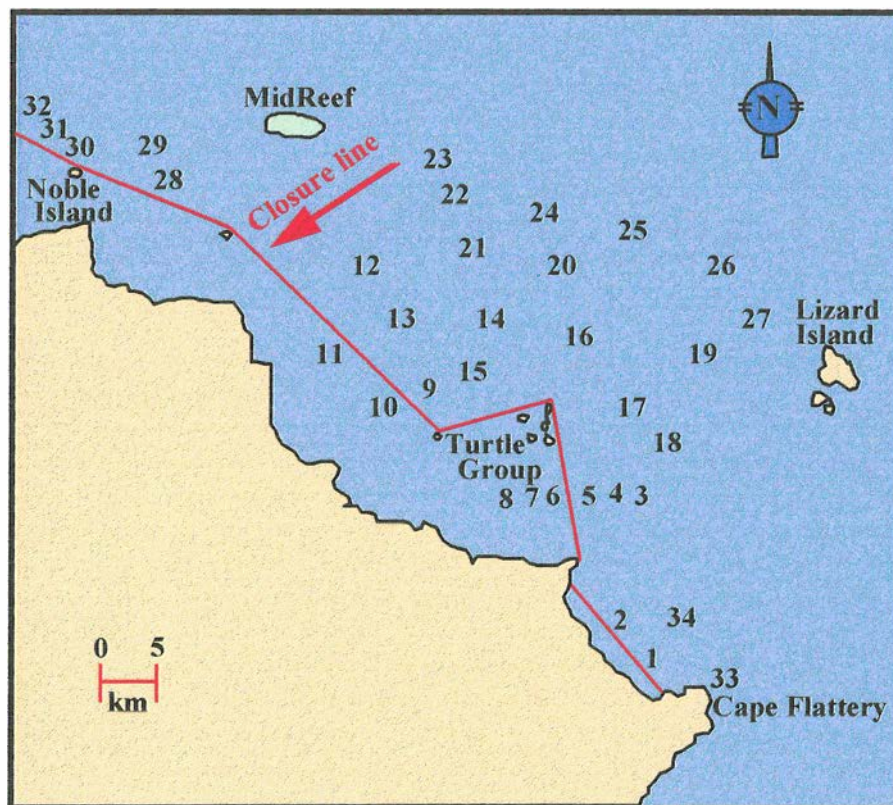 MidReef
N
32
31
30
29
28
Noble
Island
Closure line
23
22
24
25
21
20
26
12
13
14
16
27
Lizard
Island
11
15
19
9
10
17
Turtle
Group
18
8 7 6 5 4 3
2
34
1
33
Cape Flattery
0 5
km